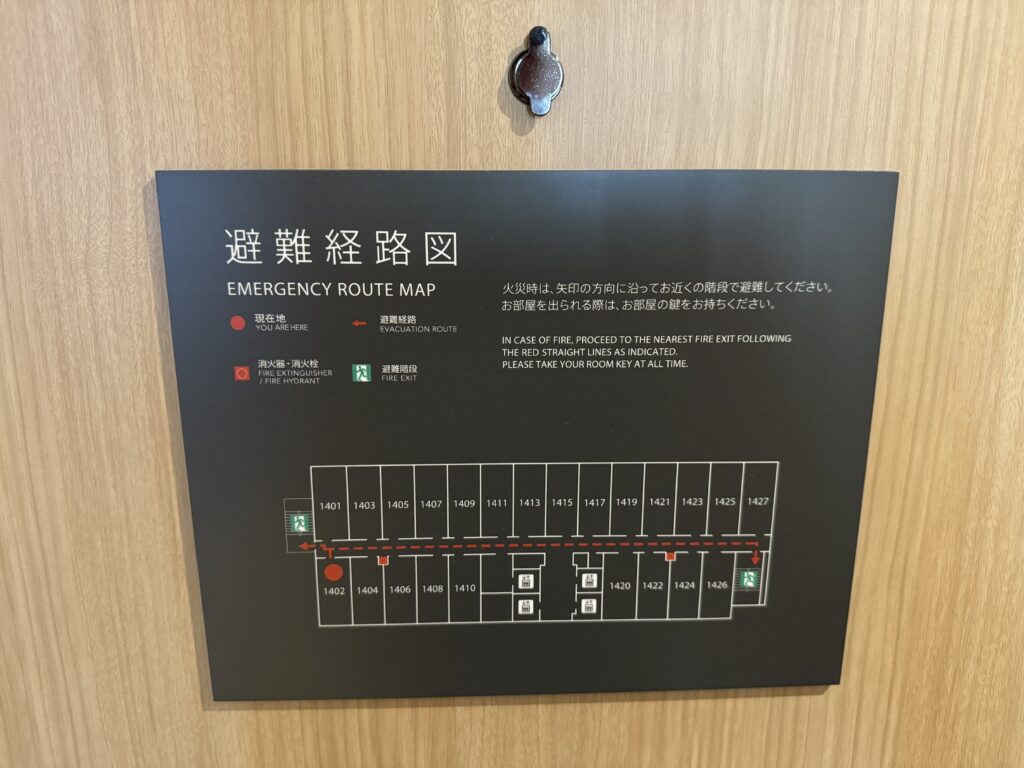 避難経路図
EMERGENCY ROUTE MAP
現在地
YOU ARE HERE
避難経路
EVACUATION ROUTE
消火器・消火栓
FIRE EXTINGUISHER
/ FIRE HYDRANT
避難階段
FIRE EXIT
火災時は、矢印の方向に沿ってお近くの階段で避難してください。
お部屋を出られる際は、お部屋の鍵をお持ちください。
IN CASE OF FIRE, PROCEED TO THE NEAREST FIRE EXIT FOLLOWING
THE RED STRAIGHT LINES AS INDICATED.
PLEASE TAKE YOUR ROOM KEY AT ALL TIME.
1401 1403 1405 1407 1409 1411 1413 1415 1417 1419 1421 1423 1425 1427
1402 1404 1406 1408 1410 1420 1422 1424 1426